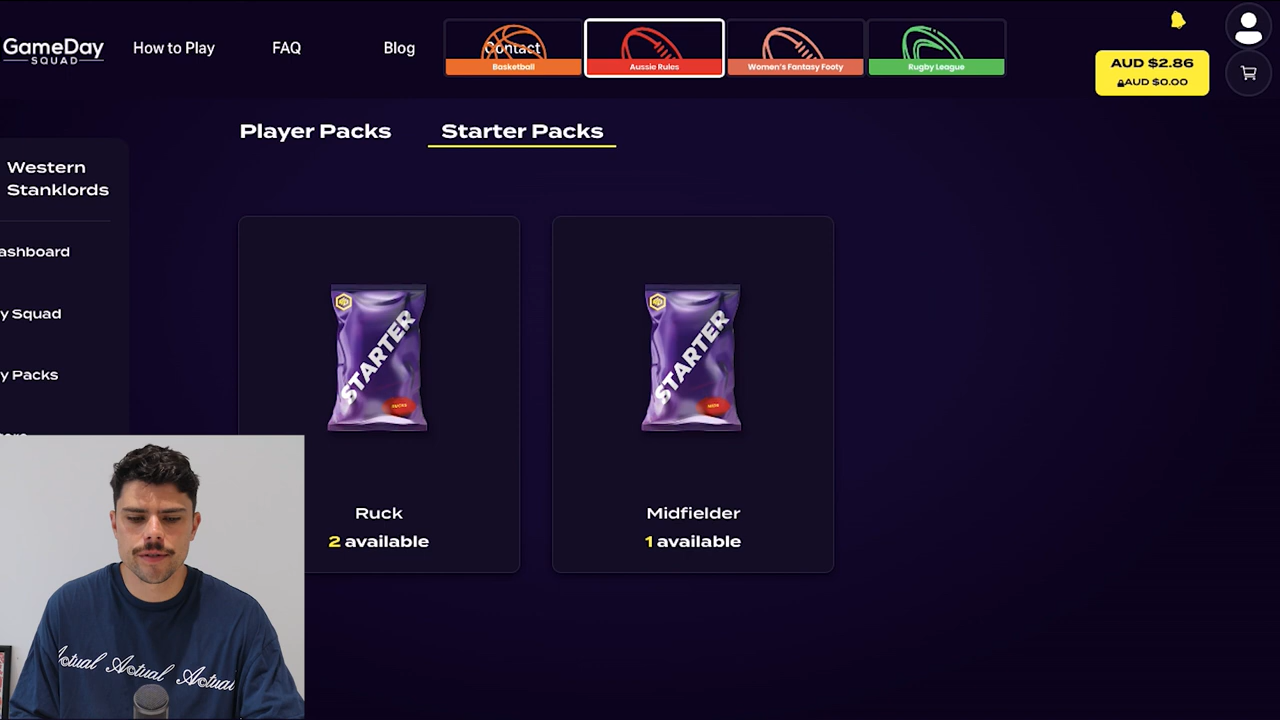 GameDay
SQUAD
How to Play
FAQ
Blog
Contact
Basketball
Aussie Rules
Women's Fantasy Footy
Rugby League
AUD $2.86
AUD $0.00
Player Packs
Starter Packs
Western
Stanklords
ashboard
y Squad
y Packs
STARTER
RUCKS
STARTER
Ruck
2 available
Midfielder
1 available
Actual Actual Actual